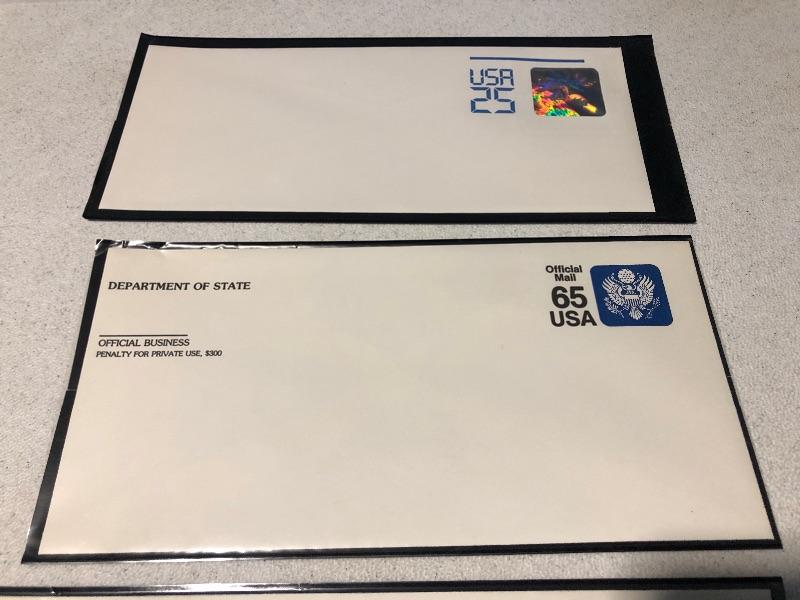 USA
25
DEPARTMENT OF STATE
OFFICIAL BUSINESS
PENALTY FOR PRIVATE USE, $300
Official
Mail
65
USA